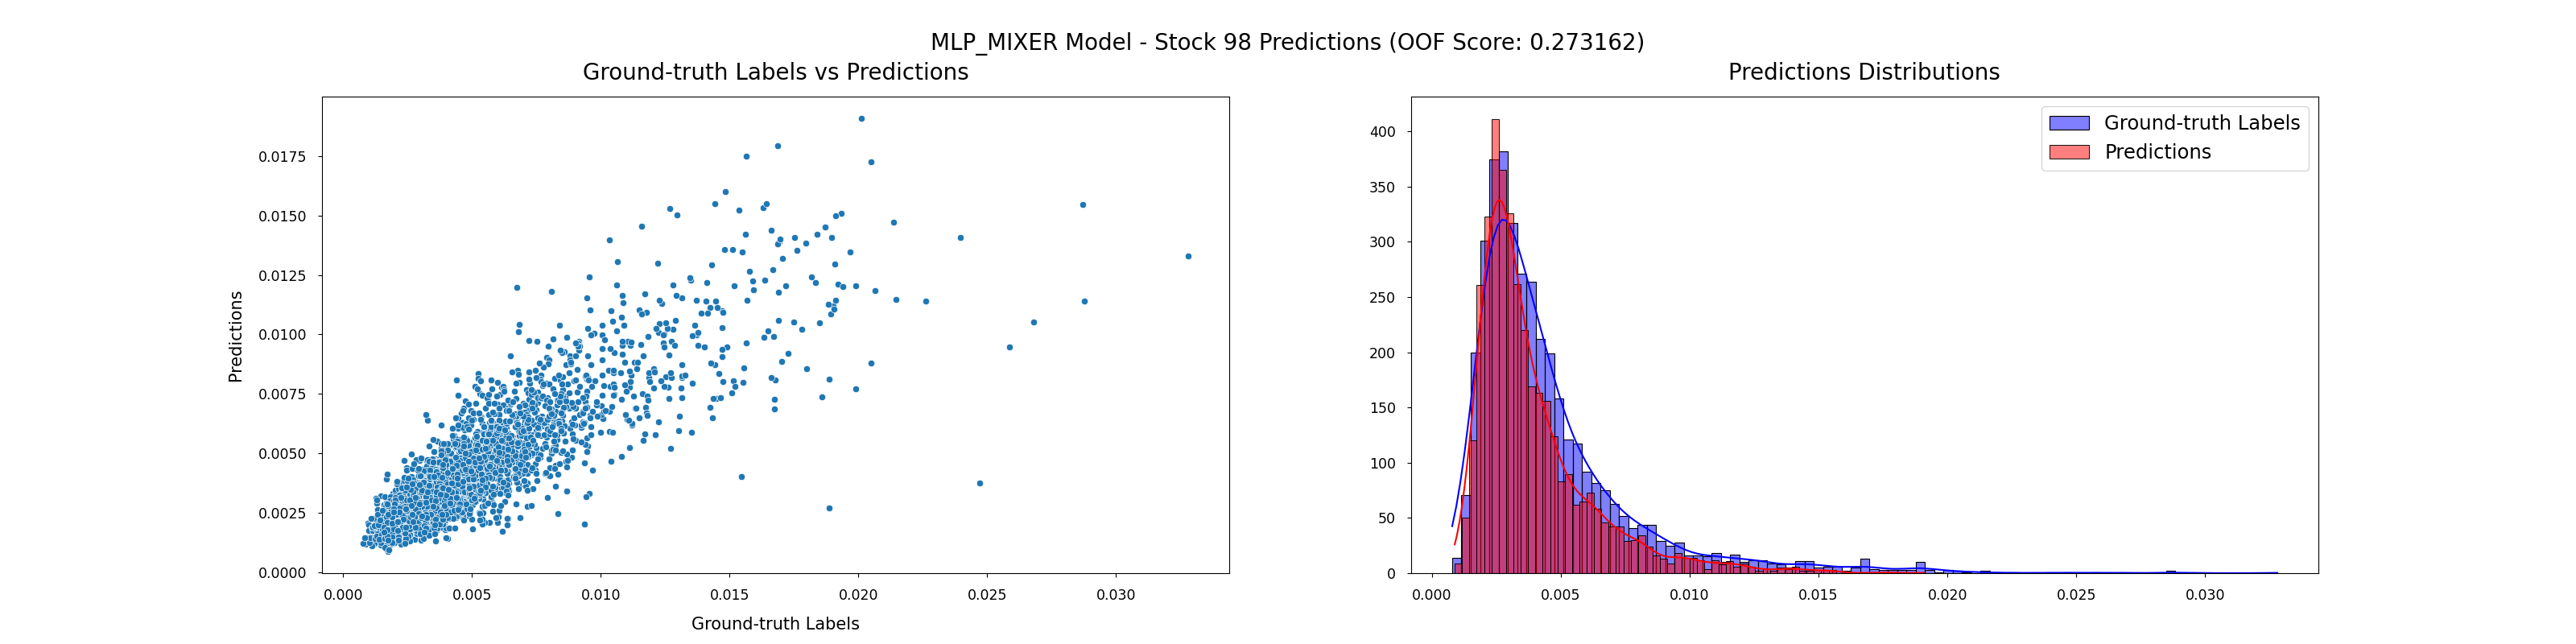 MLP_MIXER Model - Stock 98 Predictions (OOF Score: 0.273162)
Ground-truth Labels vs Predictions
Predictions
0.0175
0.0150
0.0125
0.0100
0.0075
0.0050
0.0025
0.0000
0.000 0.005 0.010 0.015 0.020 0.025 0.030
Ground-truth Labels
Predictions Distributions
Ground-truth Labels
Predictions
400
350
300
250
200
150
100
50
0
0.000 0.005 0.010 0.015 0.020 0.025 0.030